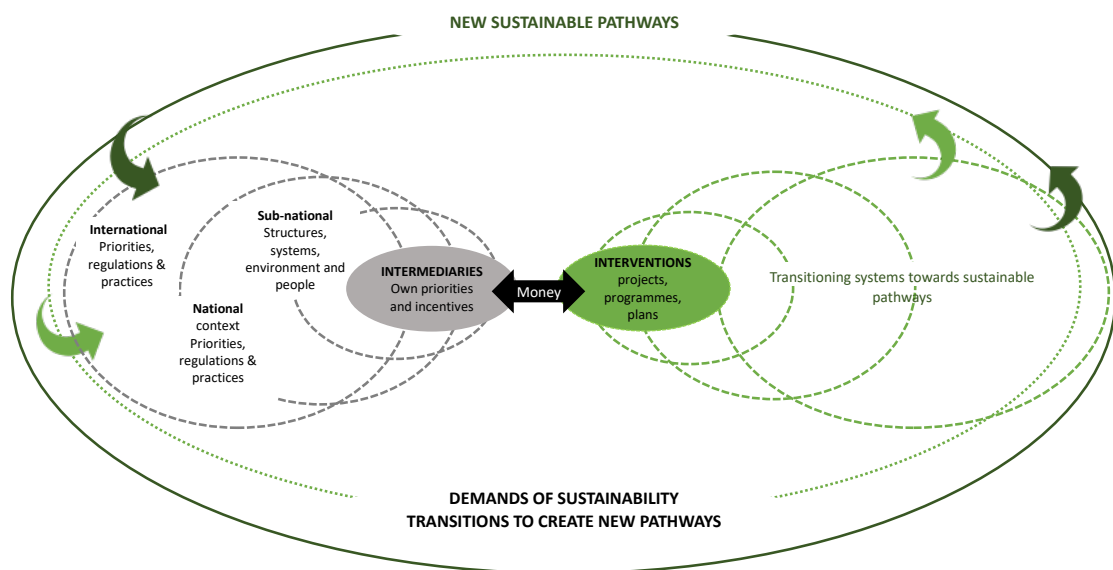 NEW SUSTAINABLE PATHWAYS
International
Priorities,
regulations &
practices
National
context
Priorities,
regulations &
practices
Sub-national
Structures,
systems,
environment and
people
INTERMEDIARIES
Own priorities
and incentives
Money
INTERVENTIONS
projects,
programmes,
plans
Transitioning systems towards sustainable
pathways
DEMANDS OF SUSTAINABILITY
TRANSITIONS TO CREATE NEW PATHWAYS